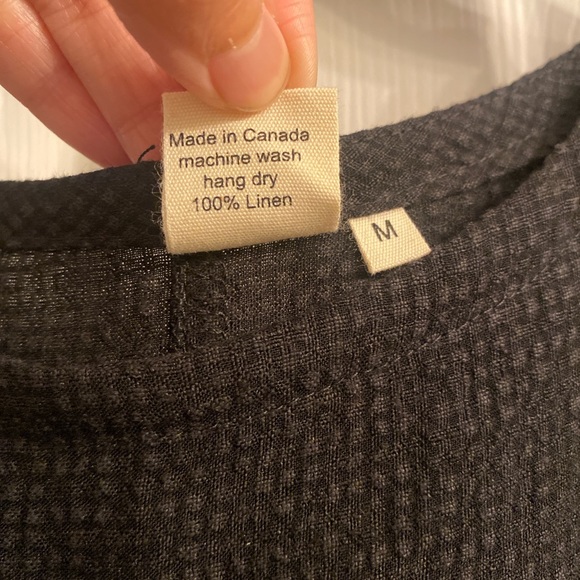 Made in Canada
machine wash
hang dry
100% Linen
M